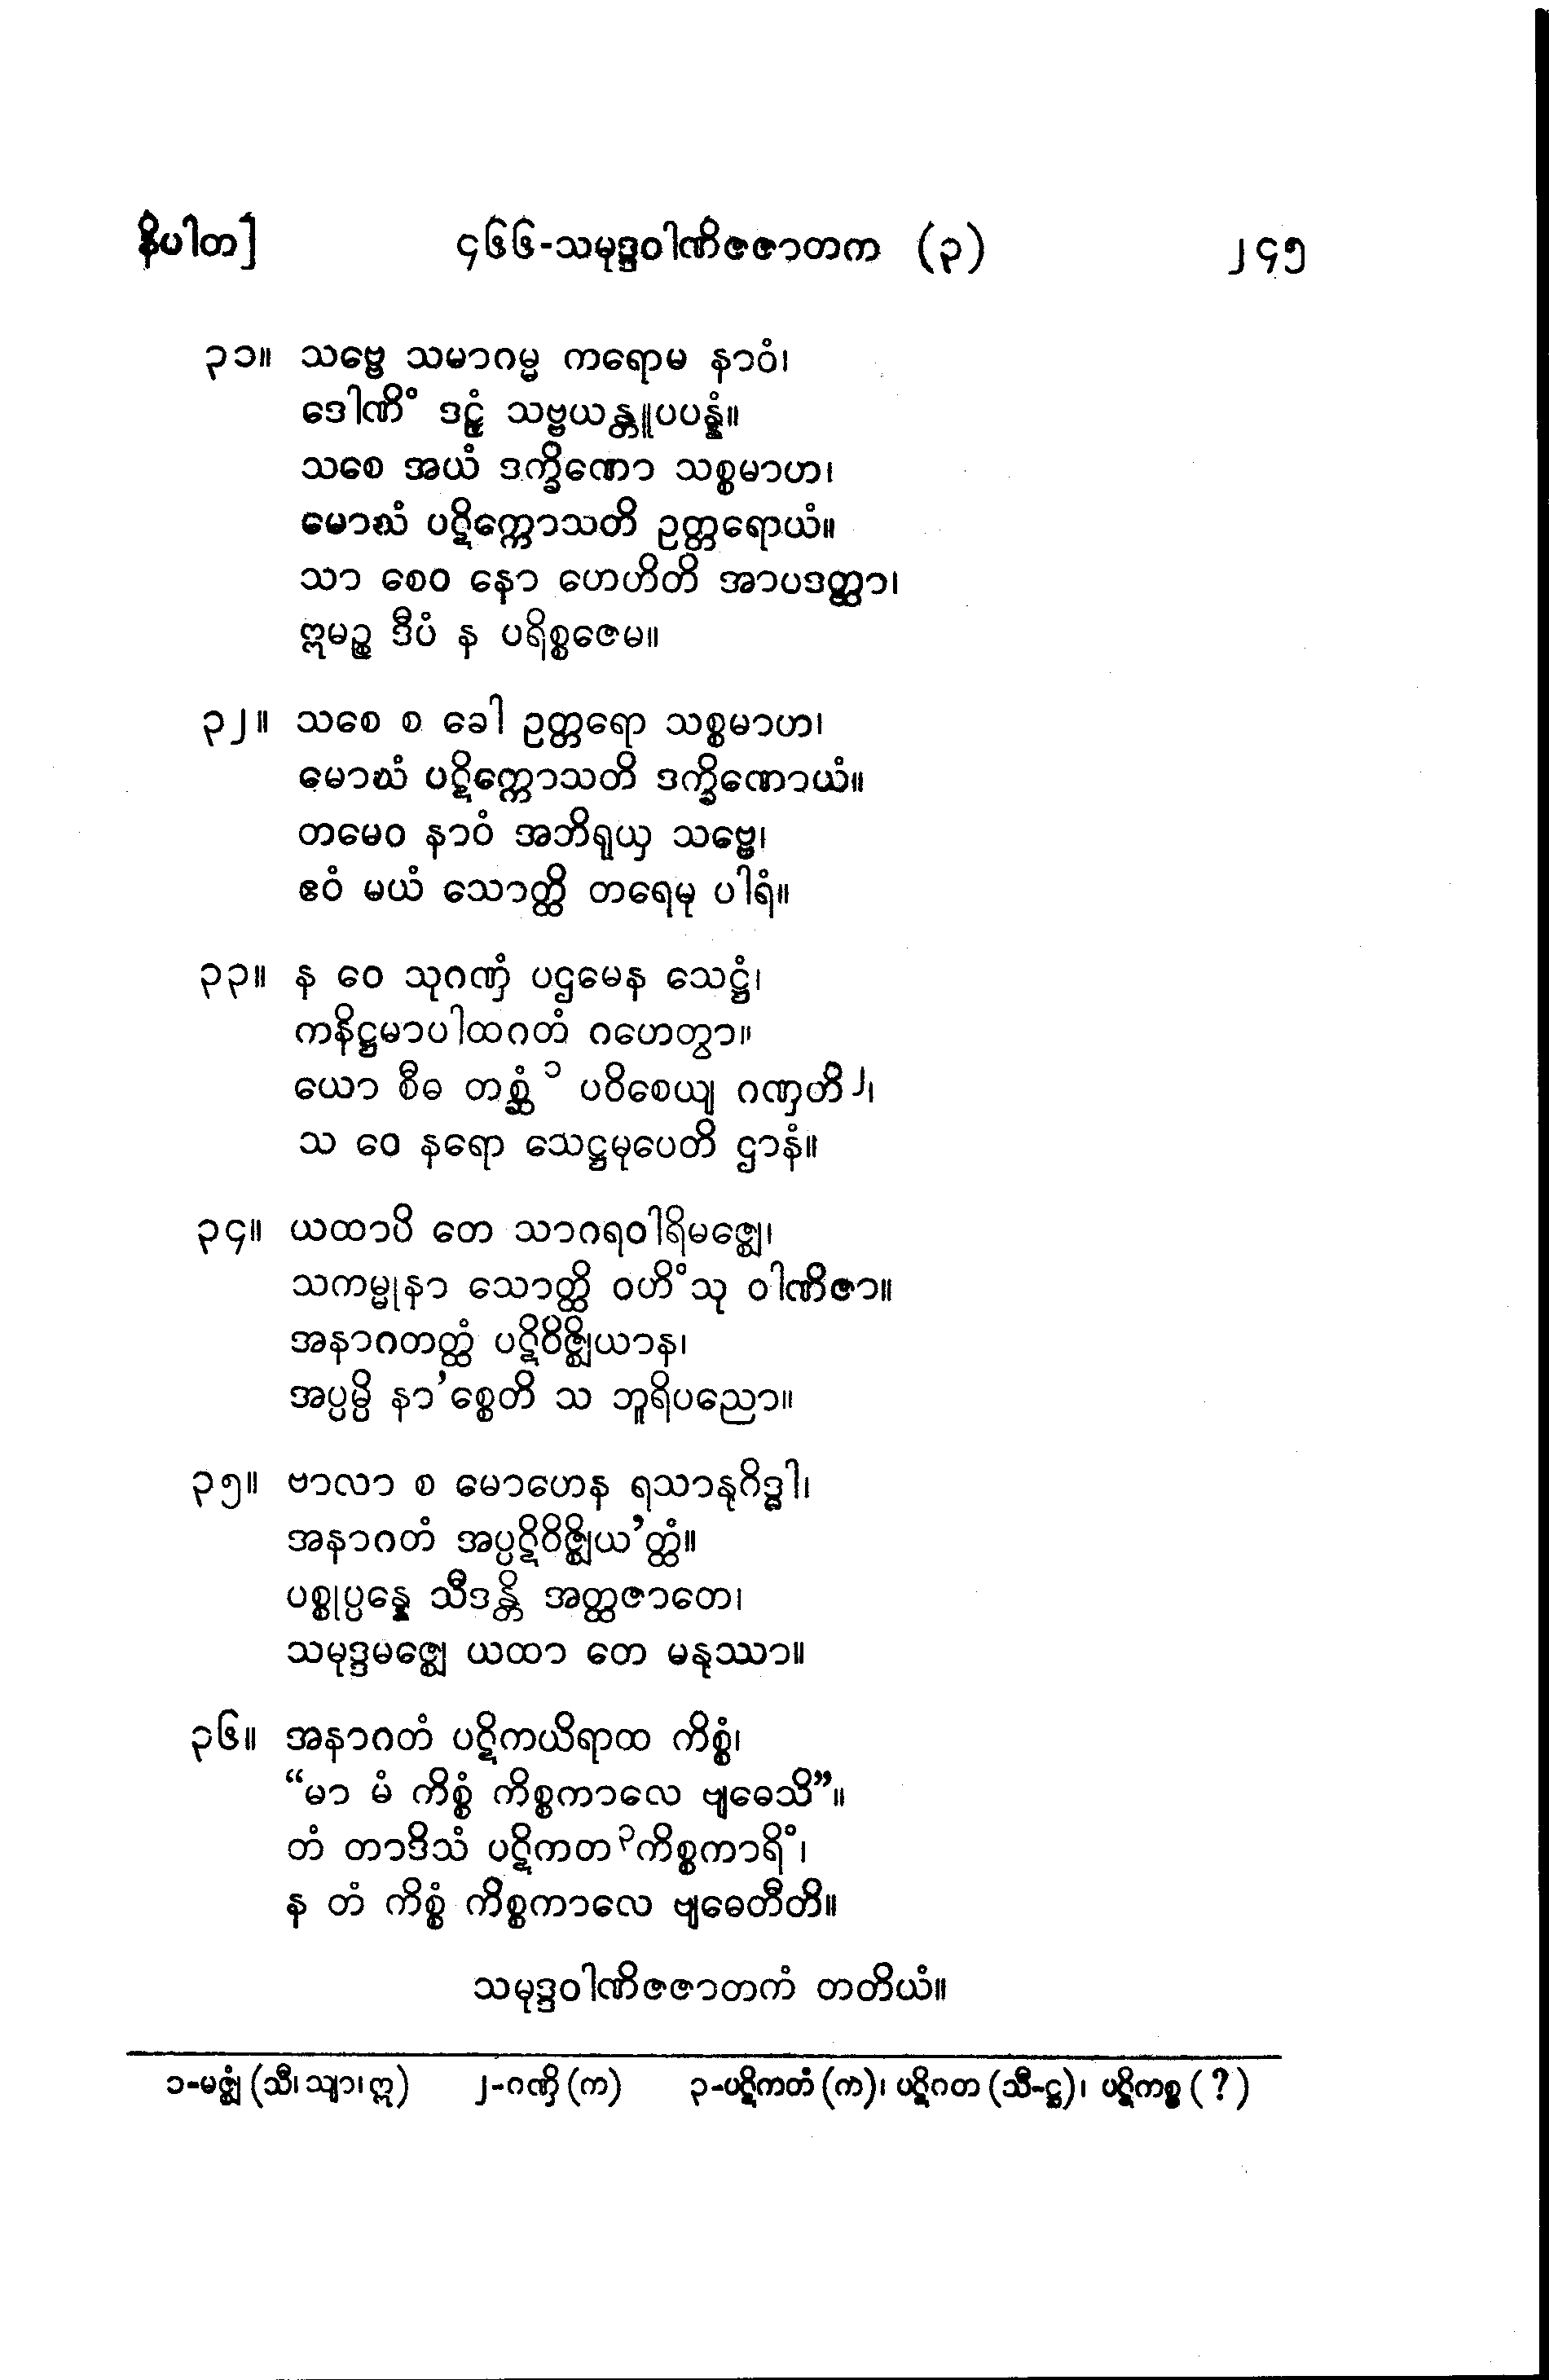 နိပါတ]	၄၆၆-သမုဒ္ဒဝါဏိဇဇာတက (၃)	၂၄၅
၃၁။ သဗ္ဗေ သမာဂမ္မ ကရောမ နာဝံ၊
ဒေါဏိံ ဒဠှံ သဗ္ဗယန္တူပပန္နံ။
သစေ အယံ ဒက္ခိဏော သစ္စမာဟ၊
မောဃံ ပဋိက္ကောသတိ ဥတ္တရောယံ။
သာ စေဝ နော ဟေဟိတိ အာပဒတ္ထာ၊
ဣမဉ္စ ဒီပံ န ပရိစ္စဇေမ။
၃၂။ သစေ စ ခေါ ဥတ္တရော သစ္စမာဟ၊
မောဃံ ပဋိက္ကောသတိ ဒက္ခိဏောယံ။
တမေဝ နာဝံ အဘိရုယှ သဗ္ဗေ၊
ဧဝံ မယံ သောတ္ထိ တရေမု ပါရံ။
၃၃။ န ဝေ သုဂဏှံ ပဌမေန သေဋ္ဌံ၊
ကနိဋ္ဌမာပါထဂတံ ဂဟေတွာ။
ယော စီဓ တစ္ဆံ ၁ ပဝိစေယျ ဂဏှတိ ၂၊
သ ဝေ နရော သေဋ္ဌမုပေတိ ဌာနံ။
၃၄။ ယထာပိ တေ သာဂရဝါရိမဇ္ဈေ၊
သကမ္မုနာ သောတ္ထိ ဝဟိံသု ဝါဏိဇာ။
အနာဂတတ္ထံ ပဋိဝိဇ္ဈိယာန၊
အပ္ပမ္ပိ နာ’စ္စေတိ သ ဘူရိပညော။
၃၅။ ဗာလာ စ မောဟေန ရသာနုဂိဒ္ဓါ၊
အနာဂတံ အပ္ပဋိဝိဇ္ဈိယ’တ္ထံ။
ပစ္စုပ္ပန္နေ သီဒန္တိ အတ္ထဇာတေ၊
သမုဒ္ဒမဇ္ဈေ ယထာ တေ မနုဿာ။
၃၆။ အနာဂတံ ပဋိကယိရာထ ကိစ္စံ၊
“မာ မံ ကိစ္စံ ကိစ္စကာလေ ဗျဓေသိ”။
တံ တာဒိသံ ပဋိကတ ၃ ကိစ္စကာရိံ၊
န တံ ကိစ္စံ ကိစ္စကာလေ ဗျဓေတီတိ။
သမုဒ္ဒဝါဏိဇဇာတကံ တတိယံ။
၁-မဇ္ဈံ (သီ၊ သျာ၊ ဣ)	၂-ဂဏှိ (က)	၃-ပဋိကတံ (က)၊ ပဋိဂတ (သီ-ဋ္ဌ)၊ ပဋိကစ္စ (?)